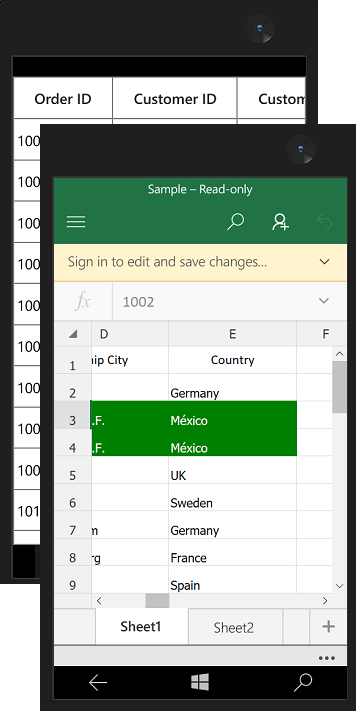 Order ID Customer ID Custom
100
100
100
100
100
100
100
100
101
Sample – Read-only
Sign in to edit and save changes...
fx 1002
D E F
1 ip City Country
2 Germany
3 .F. México
4 .F. México
5 UK
6 Sweden
7 m Germany
8 rg France
9 Spain
Sheet1 Sheet2 +